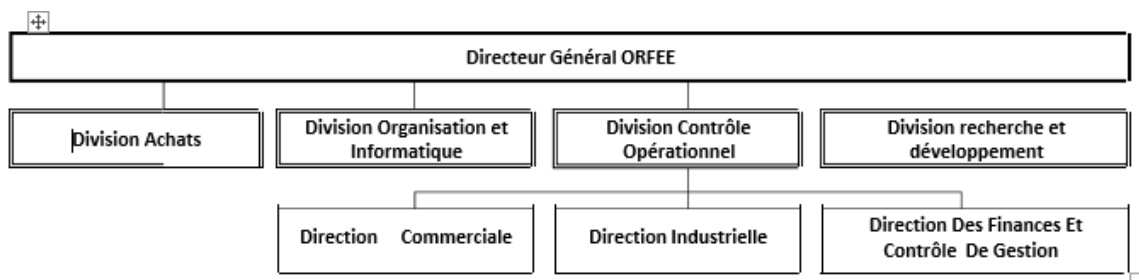 Directeur Général ORFEE
Division Achats
Division Organisation et
Informatique
Division Contrôle
Opérationnel
Division recherche et
développement
Direction Commerciale
Direction Industrielle
Direction Des Finances Et
Contrôle De Gestion